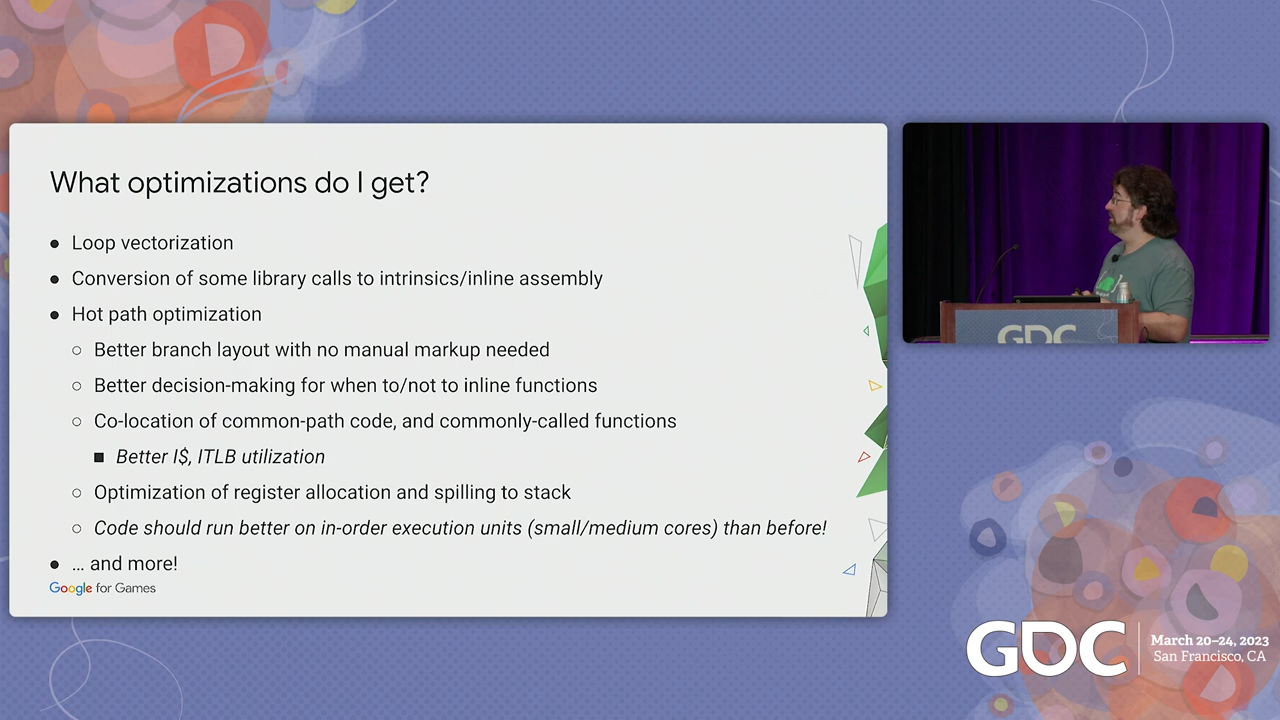 What optimizations do I get?
● Loop vectorization
● Conversion of some library calls to intrinsics/inline assembly
● Hot path optimization
○ Better branch layout with no manual markup needed
○ Better decision-making for when to/not to inline functions
○ Co-location of common-path code, and commonly-called functions
■ Better I$, ITLB utilization
○ Optimization of register allocation and spilling to stack
○ Code should run better on in-order execution units (small/medium cores) than before!
● … and more!
Google for Games
GDC
GDC
March 20–24, 2023
San Francisco, CA